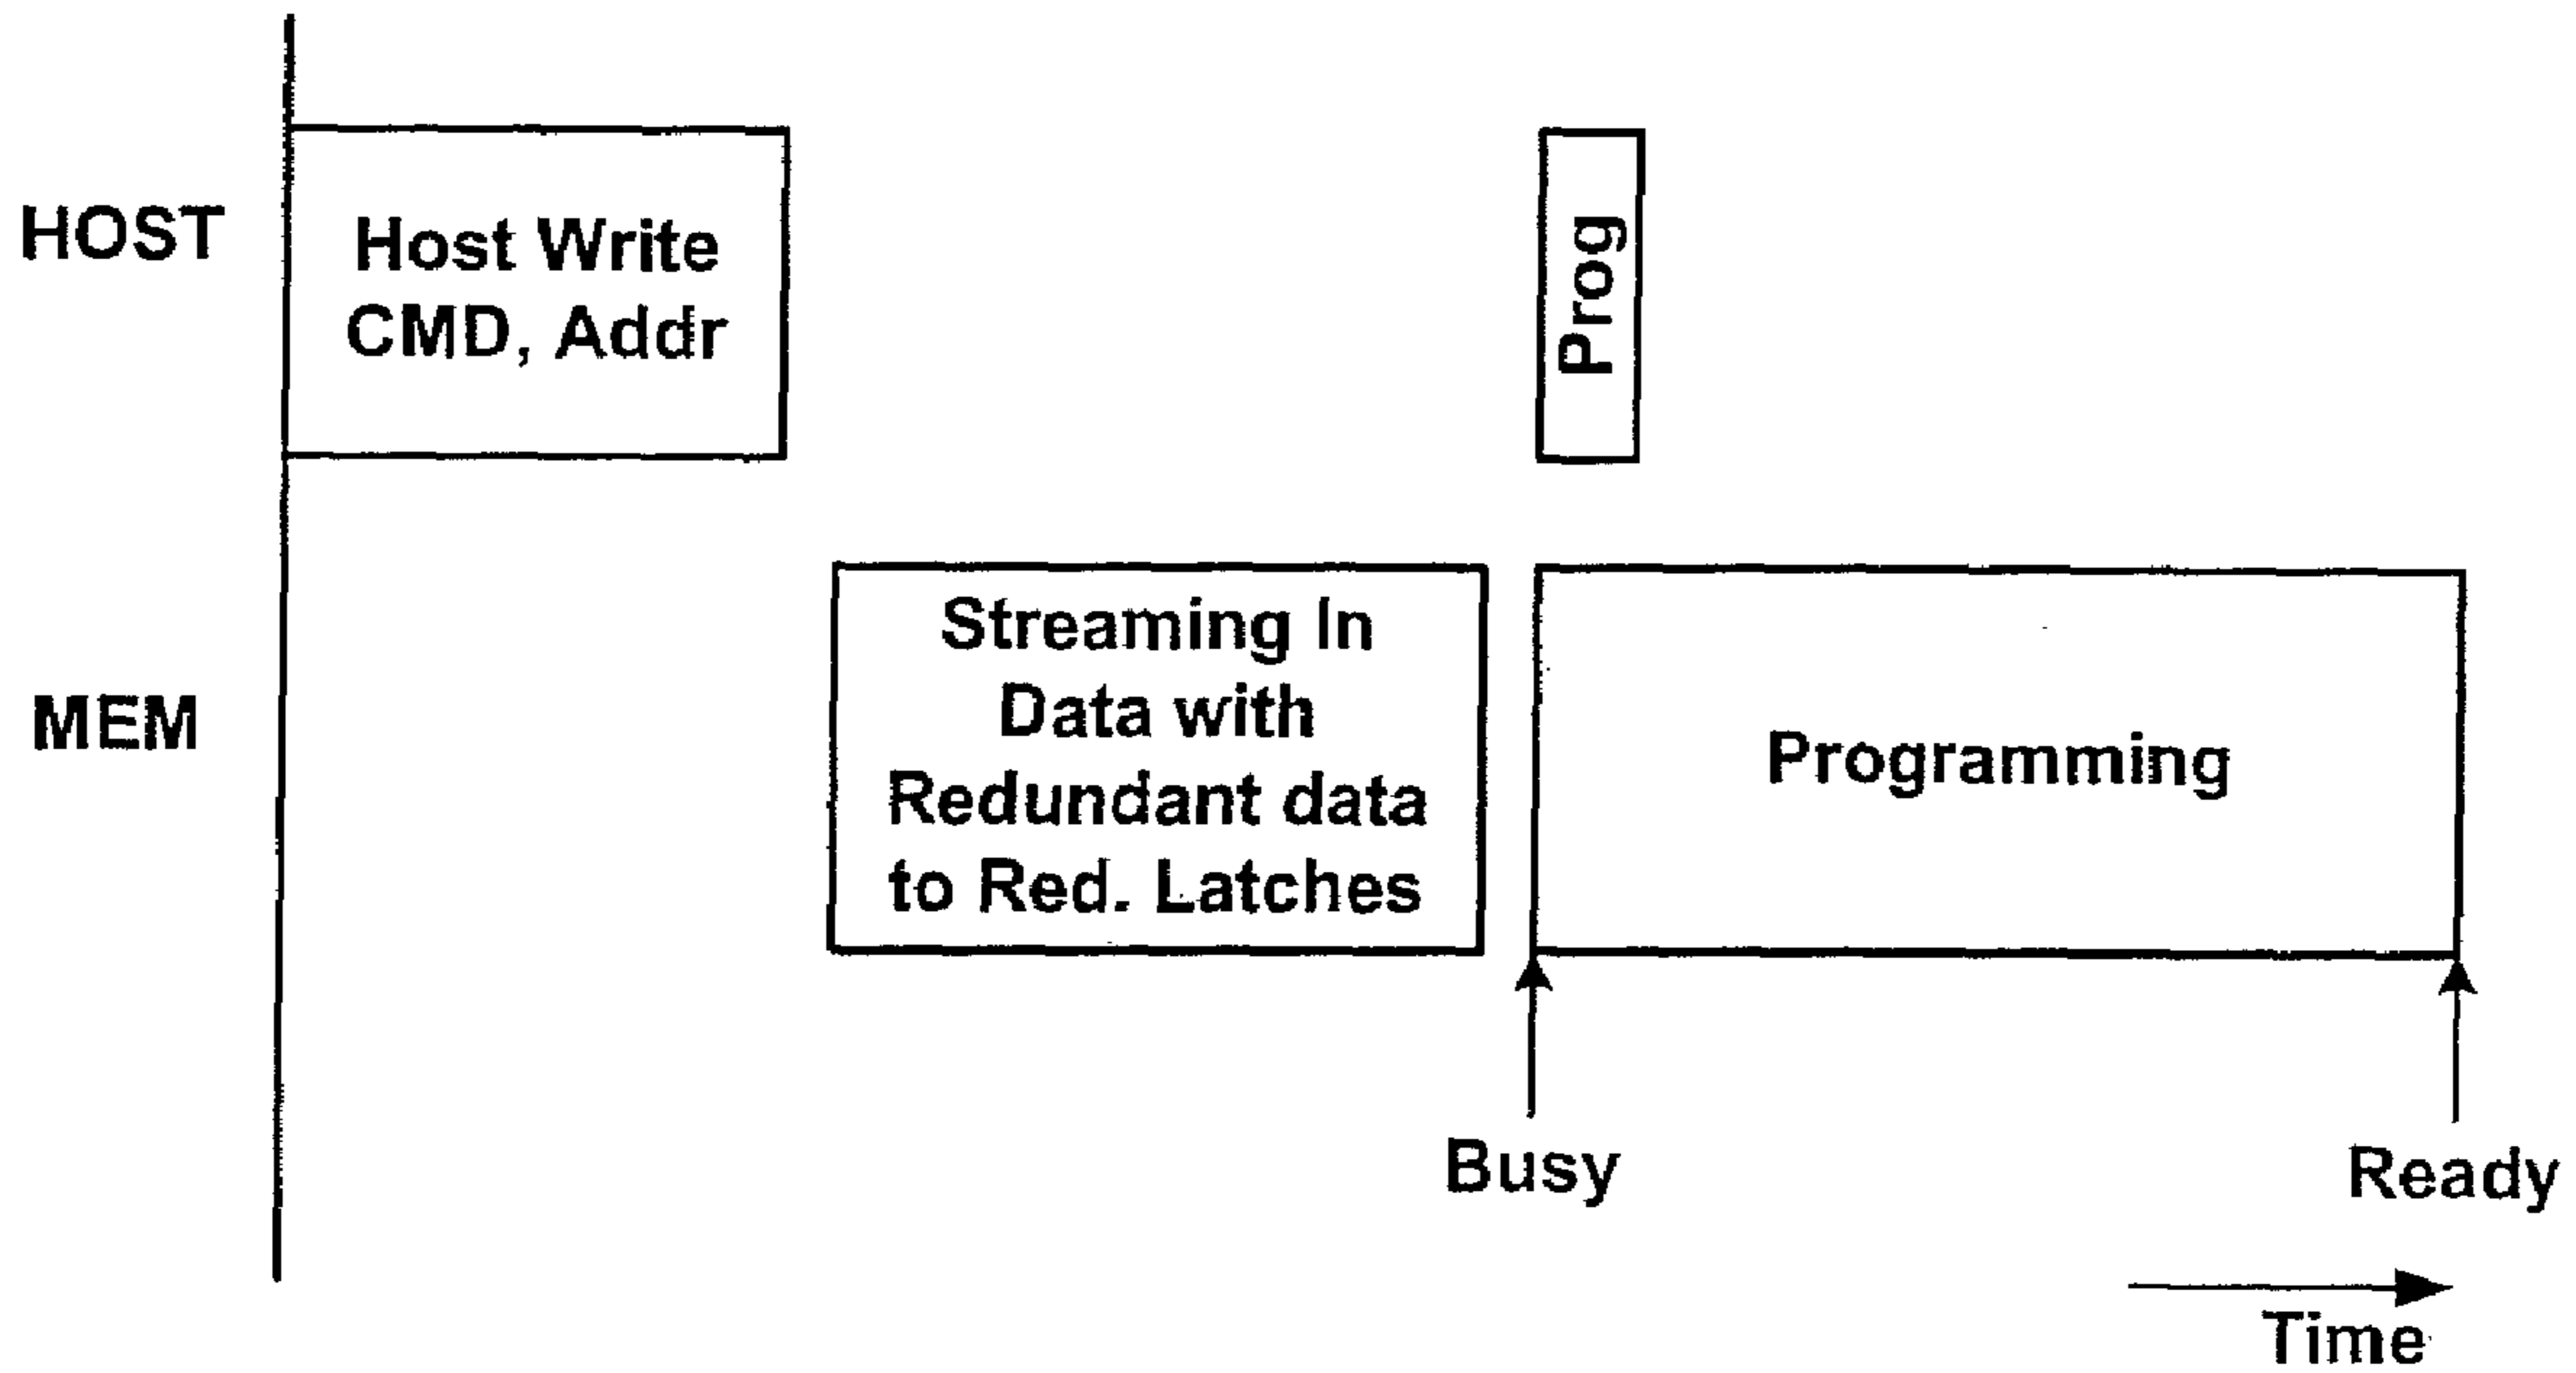 HOST
Host Write
CMD, Addr
Prog
MEM
Streaming In
Data with
Redundant data
to Red. Latches
Programming
Busy
Ready
Time